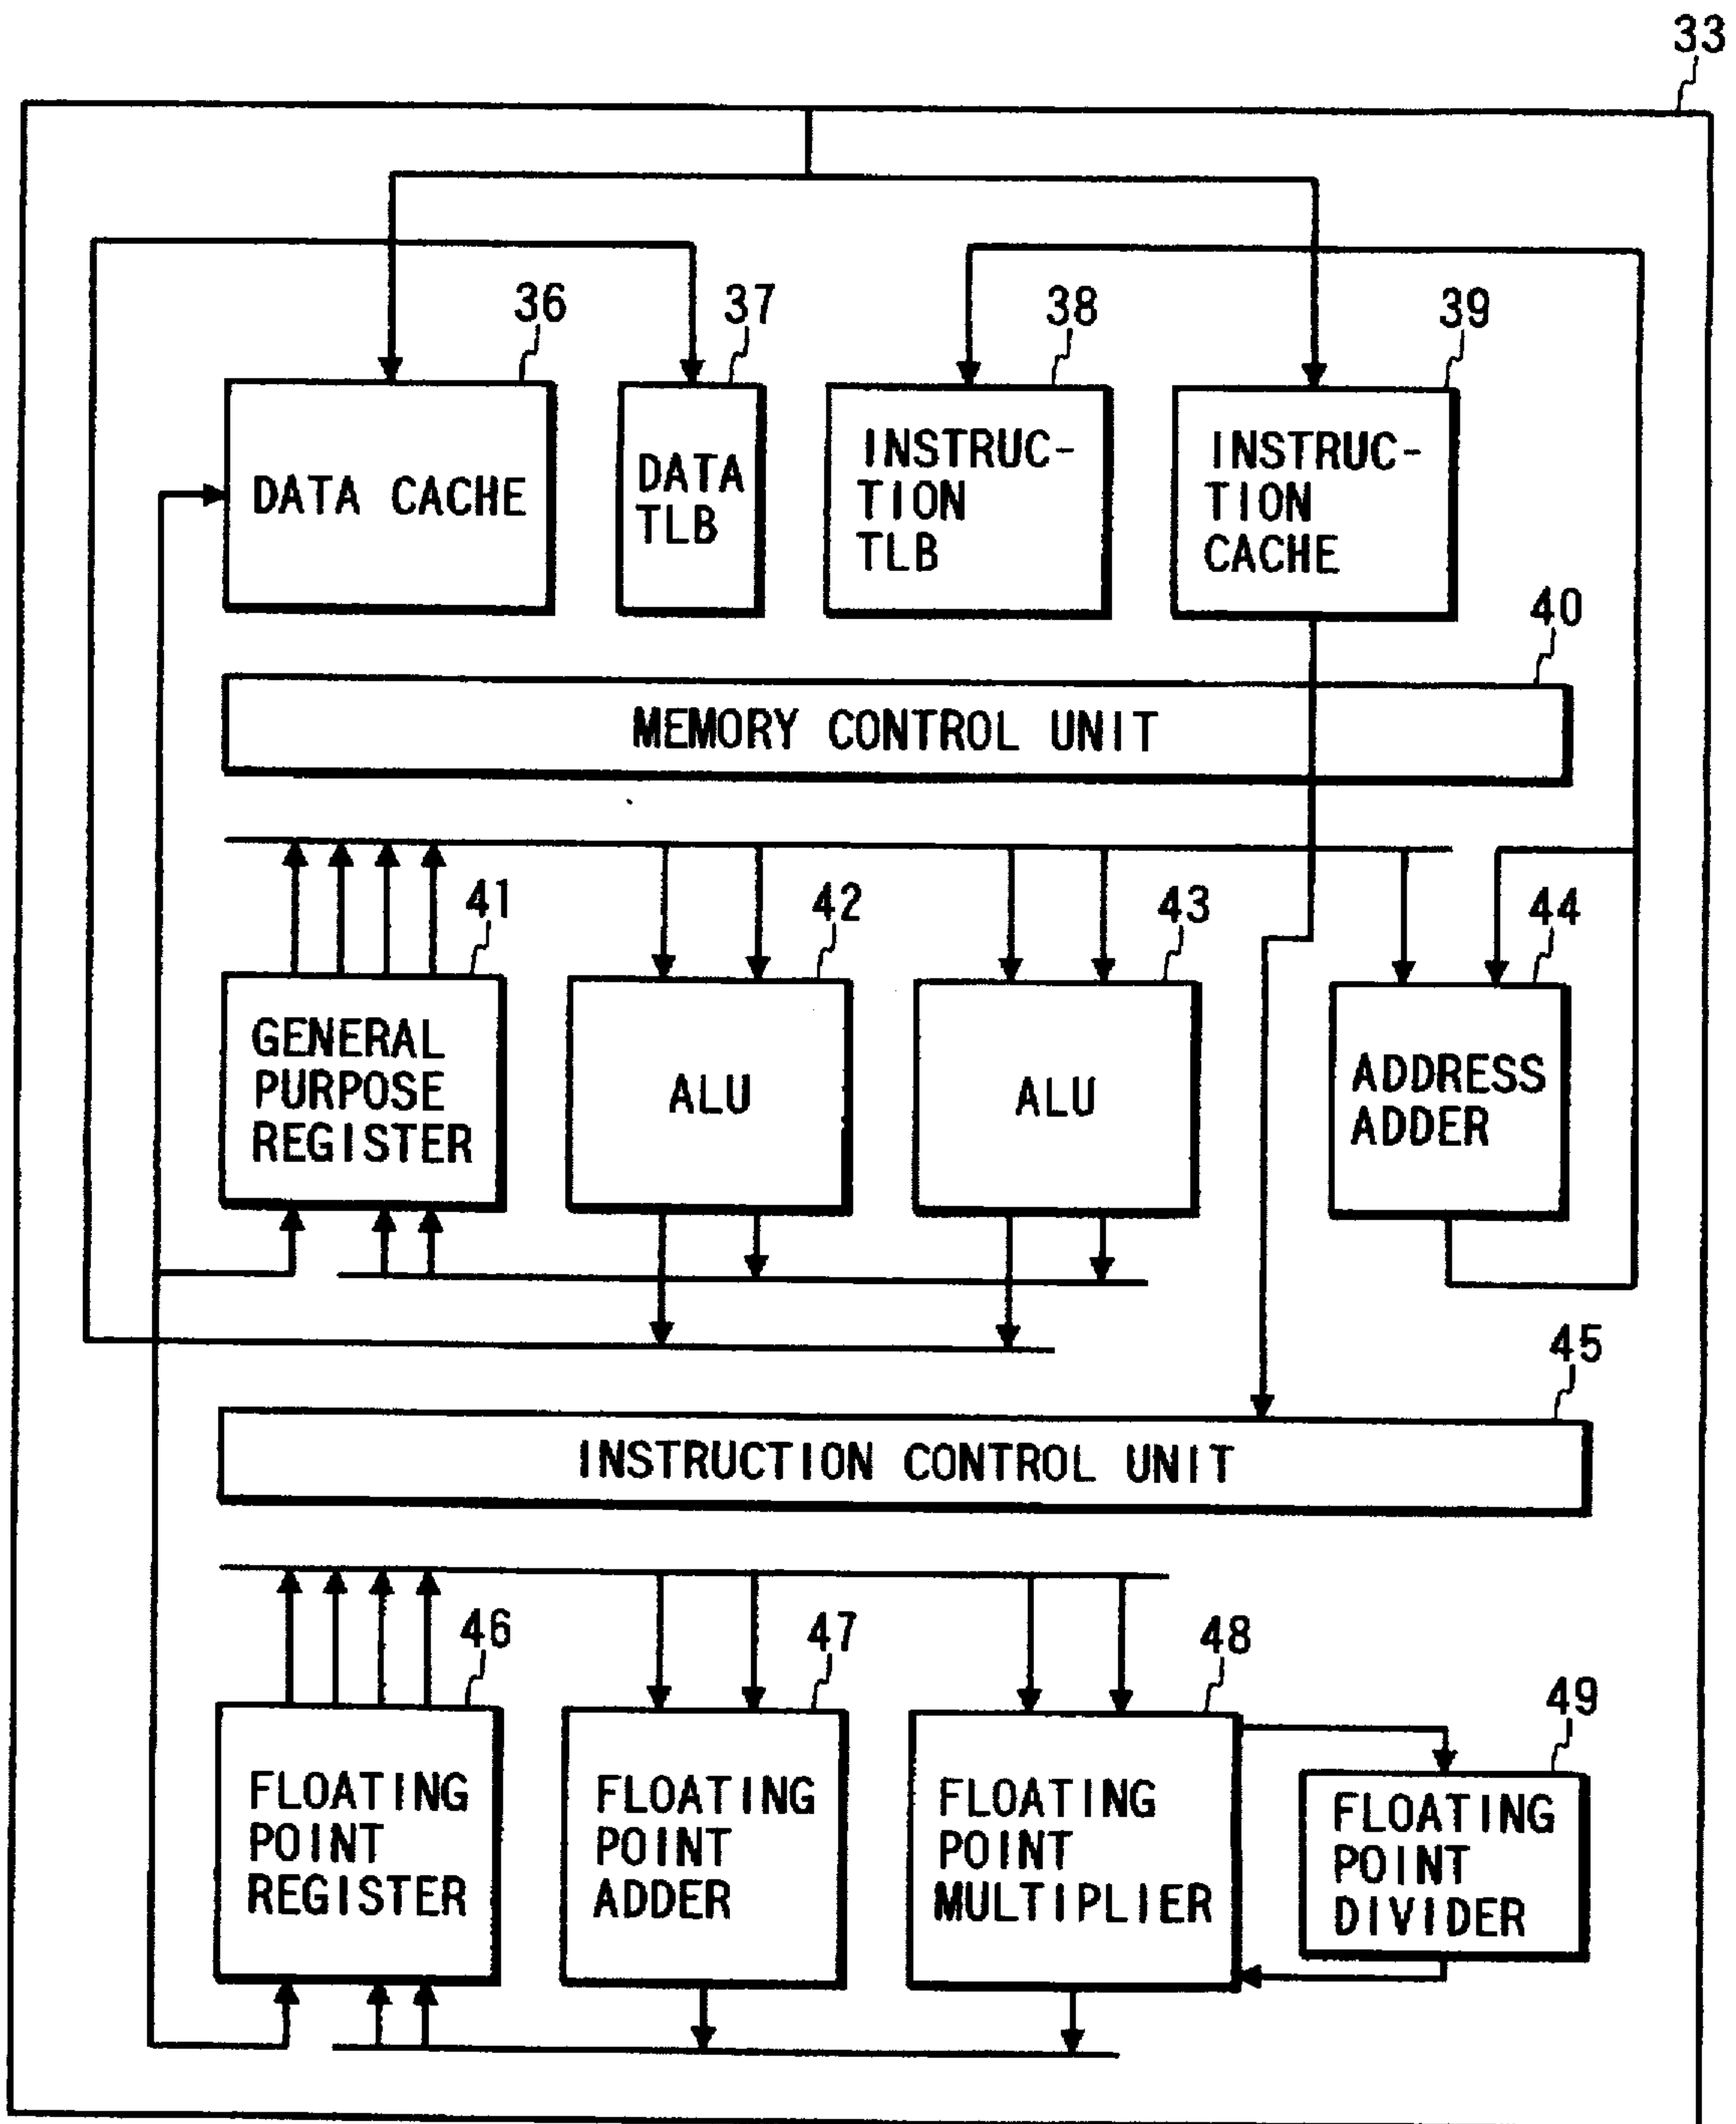 33
36
37
38
39
DATA CACHE
DATA
TLB
INSTRUC-
TION
TLB
INSTRUC-
TION
CACHE
40
MEMORY CONTROL UNIT
41
42
43
44
GENERAL
PURPOSE
REGISTER
ALU
ALU
ADDRESS
ADDER
45
INSTRUCTION CONTROL UNIT
46
47
48
49
FLOATING
POINT
REGISTER
FLOATING
POINT
ADDER
FLOATING
POINT
MULTIPLIER
FLOATING
POINT
DIVIDER